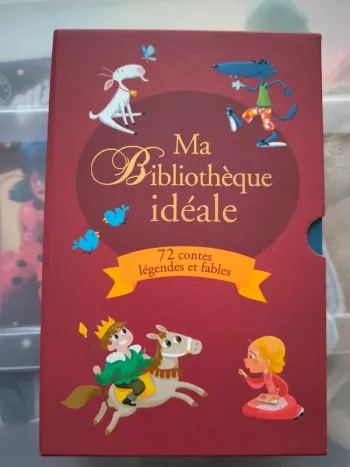 Ma
Bibliothèque
idéale
72 contes
légendes et fables